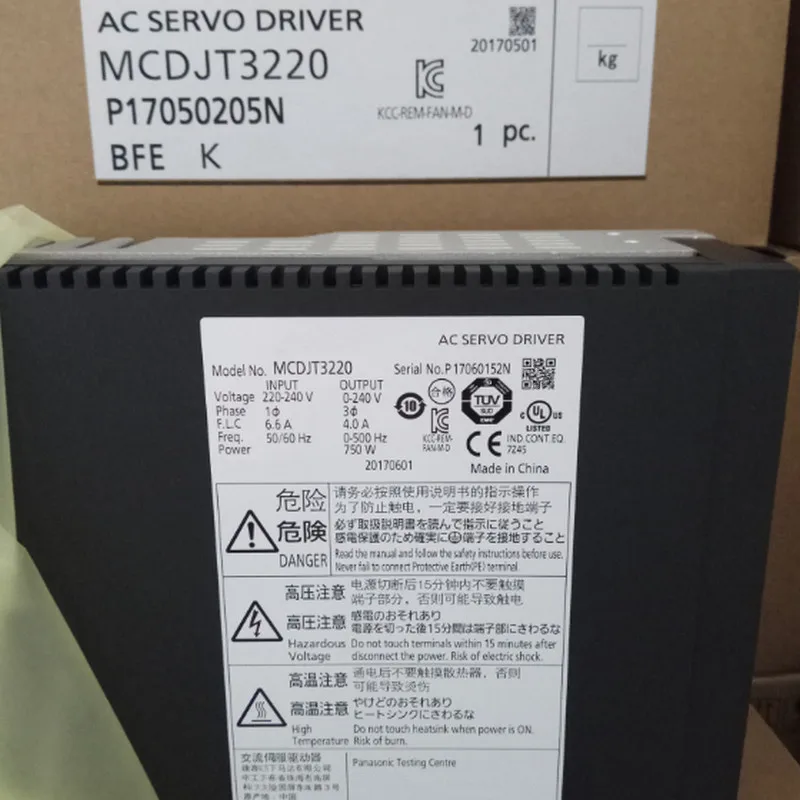 AC SERVO DRIVER
MCDJT3220
P17050205N
BFE K
20170501
KCC-REM-FAN-M-D
1 pc.
kg
AC SERVO DRIVER
Model No. MCDJT3220 Serial No.P17060152N
INPUT OUTPUT
Voltage 220-240 V 0-240 V
Phase 1ϕ 3ϕ
F.L.C 6.6 A 4.0 A
Freq. 50/60 Hz 0-500 Hz
Power 750 W
20170601
10
合格
KCC-REM-
FAN-M-D
TÜV
SUD
CE
c UL US
LISTED
IND.CONT.EQ.
7Z45
Made in China
危险
请务必按照使用说明书的指示操作
为了防止触电，一定要接好接地端子
危険
必ず取扱説明書を読んで指示に従うこと
感電保護のため確実に端子を接地すること
DANGER
Read the manual and follow the safety instructions before use.
Never fail to connect Protective Earth(PE) terminal.
高压注意
电源切断后15分钟内不要触摸
端子部分，否则可能导致触电
高圧注意
感電のおそれあり
電源を切った後15分間は端子部にさわるな
Hazardous
Voltage
Do not touch terminals within 15 minutes after
disconnect the power. Risk of electric shock.
高温注意
通电后不要触摸散热器，否则
可能导致烫伤
高温注意
やけどのおそれあり
ヒートシンクにさわるな
High
Temperature
Do not touch heatsink when power is ON.
Risk of burn.
交流伺服驱动器
Panasonic Testing Centre